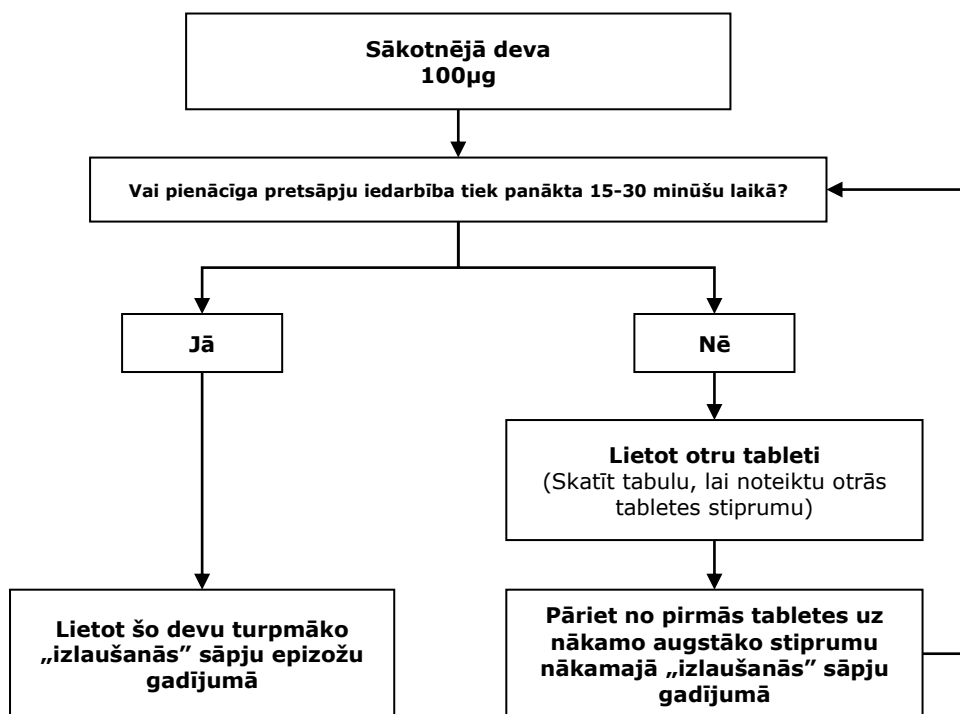 Sākotnējā deva
100µg
Vai pienācīga pretsāpju iedarbība tiek panākta 15-30 minūšu laikā?
Jā
Nē
Lietot otru tableti
(Skatīt tabulu, lai noteiktu otrās
tabletes stiprumu)
Lietot šo devu turpmāko
„izlaušanās” sāpju epizožu
gadījumā
Pāriet no pirmās tabletes uz
nākamo augstāko stiprumu
nākamajā „izlaušanās” sāpju
gadījumā